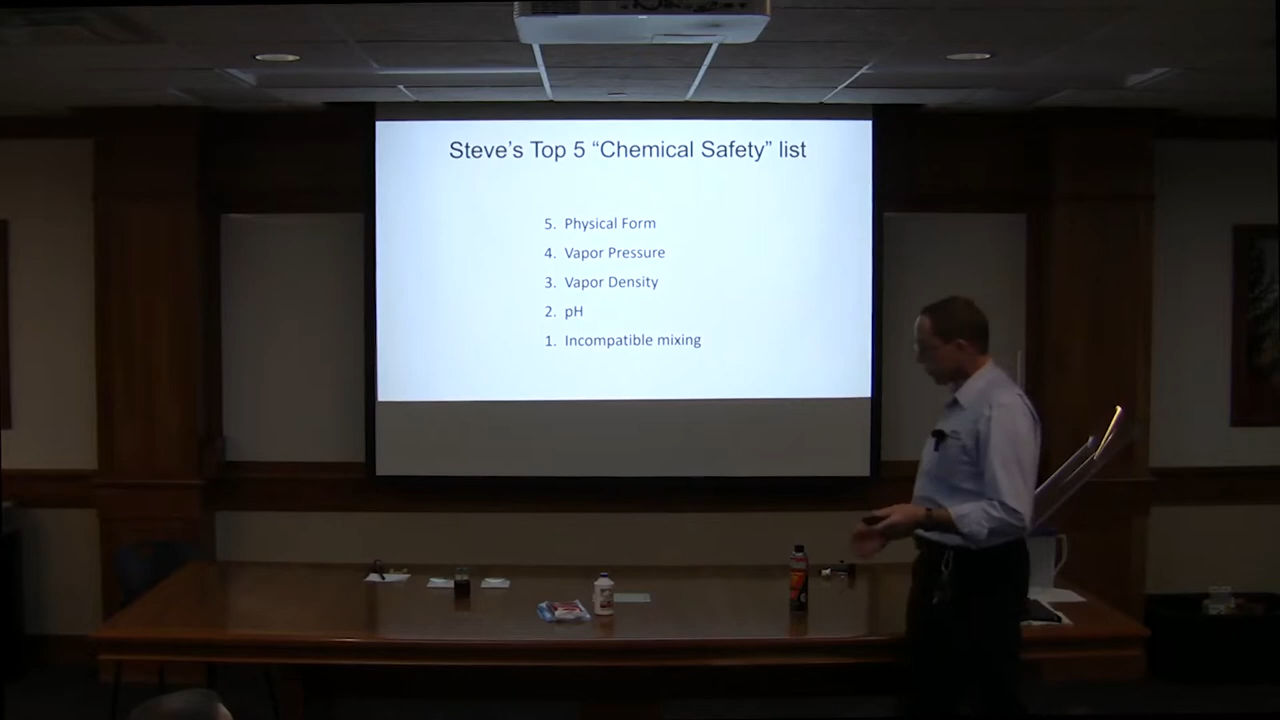 Steve’s Top 5 “Chemical Safety” list
5. Physical Form
4. Vapor Pressure
3. Vapor Density
2. pH
1. Incompatible mixing